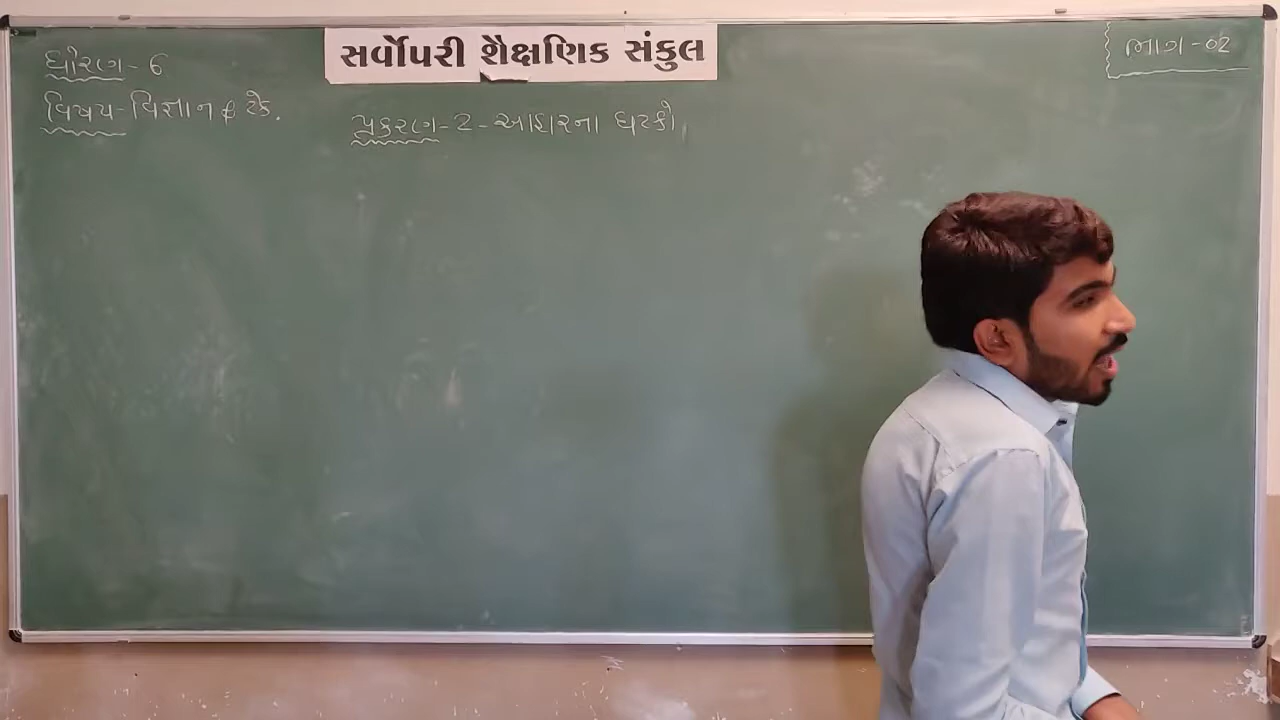 સર્વોપરી શૈક્ષણિક સંકુલ
ધોરણ - 6
ભાગ - 02
વિષય - વિજ્ઞાન & ટેક.
પ્રકરણ - 2 - આહારના ઘટકો,